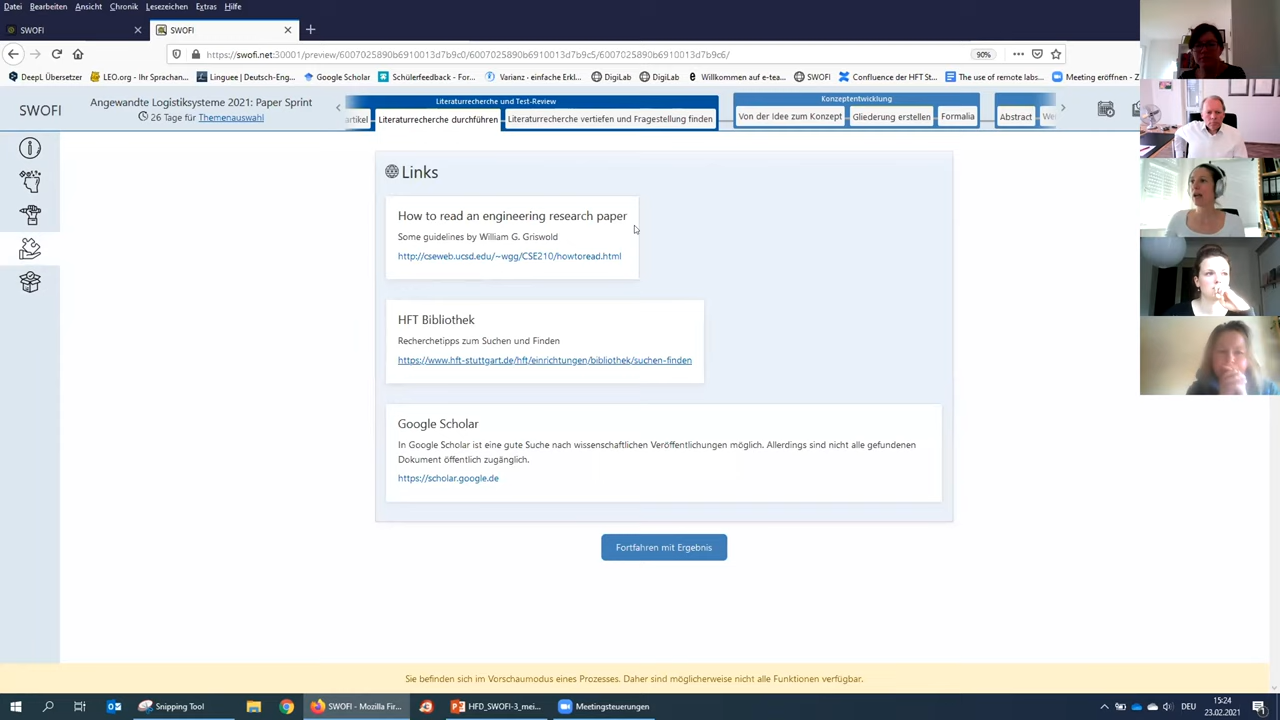 Datei Bearbeiten Ansicht Chronik Lesezeichen Extras Hilfe
SWOFI
SWOFI
https://swofi.net:30001/preview/6007025890b6910013d7b9c0/6007025890b6910013d7b9c5/6007025890b6910013d7b9c6/
90%
DeepL Übersetzer LEO.org - Ihr Sprachan... Linguee | Deutsch-Eng... Google Scholar Schülerfeedback - For... Varianz - einfache Erkl... DigiLab DigiLab Willkommen auf e-tea... SWOFI Confluence der HFT St... The use of remote labs... Meeting eröffnen - Z
SWOFI
Angewandte Logistiksysteme 2021: Paper Sprint
26 Tage für Themenauswahl
Literaturrecherche und Test-Review
artikel Literaturrecherche durchführen Literaturrecherche vertiefen und Fragestellung finden
Konzeptentwicklung
Von der Idee zum Konzept Gliederung erstellen Formalia
Abstract
Links
How to read an engineering research paper
Some guidelines by William G. Griswold
http://cseweb.ucsd.edu/~wgg/CSE210/howtoread.html
HFT Bibliothek
Recherchetipps zum Suchen und Finden
https://www.hft-stuttgart.de/hft/einrichtungen/bibliothek/suchen-finden
Google Scholar
In Google Scholar ist eine gute Suche nach wissenschaftlichen Veröffentlichungen möglich. Allerdings sind nicht alle gefundenen
Dokument öffentlich zugänglich.
https://scholar.google.de
Fortfahren mit Ergebnis
Sie befinden sich im Vorschaumodus eines Prozesses. Daher sind möglicherweise nicht alle Funktionen verfügbar.
Snipping Tool
SWOFI - Mozilla Fir...
HFD_SWOFI-3_mei...
Meetingsteuerungen
DEU
15:24
23.02.2021